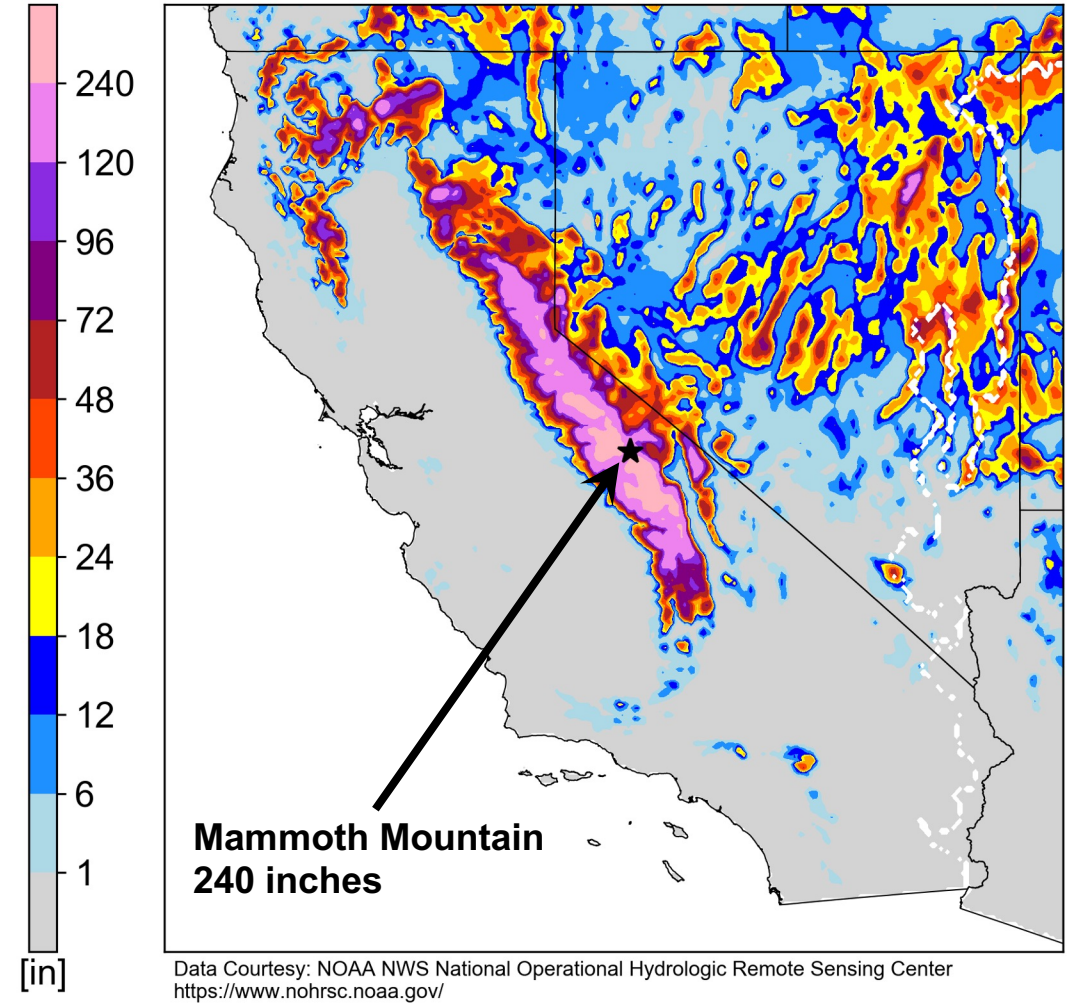 240
120
96
72
48
36
24
18
12
6
1
[in]
Mammoth Mountain
240 inches
Data Courtesy: NOAA NWS National Operational Hydrologic Remote Sensing Center
https://www.nohrsc.noaa.gov/